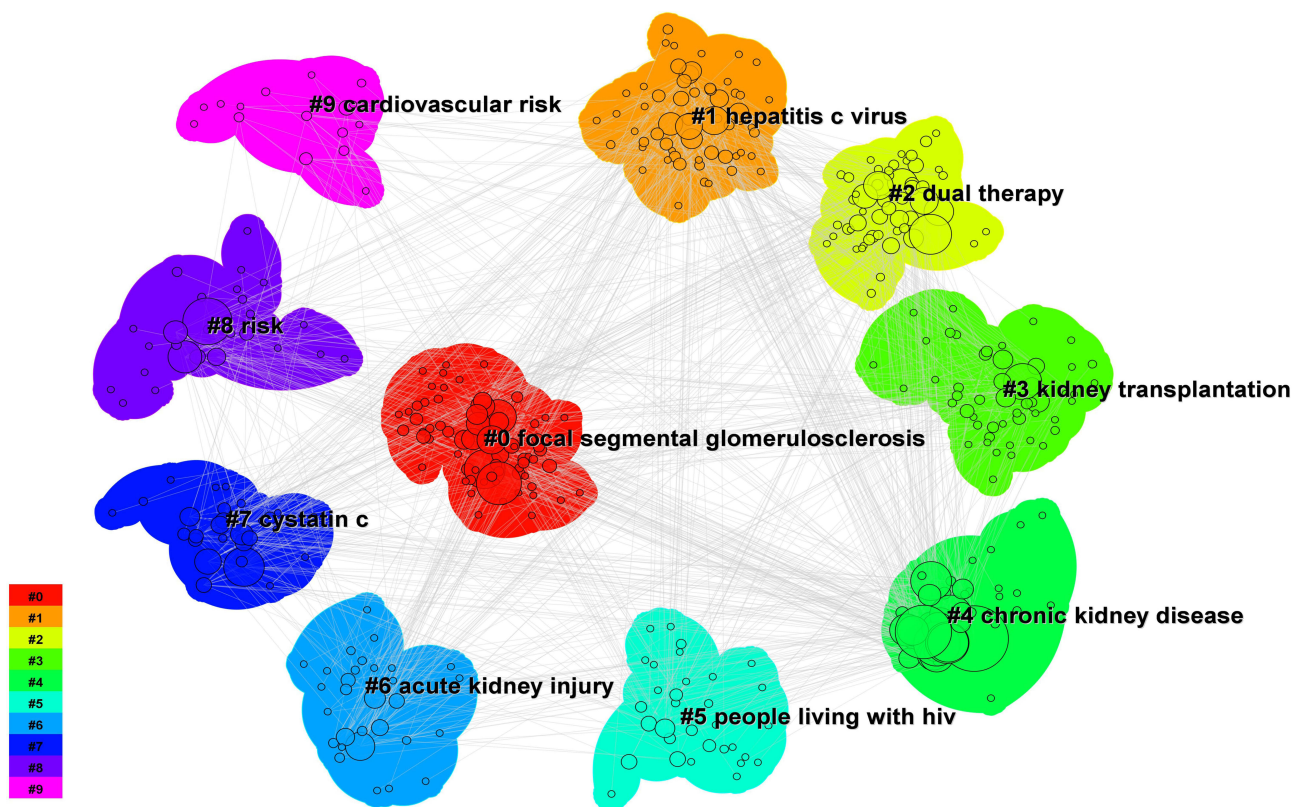 #9 cardiovascular risk
#1 hepatitis c virus
#2 dual therapy
#8 risk
#3 kidney transplantation
#0 focal segmental glomerulosclerosis
#7 cystatin c
#4 chronic kidney disease
#6 acute kidney injury
#5 people living with hiv
#0
#1
#2
#3
#4
#5
#6
#7
#8
#9